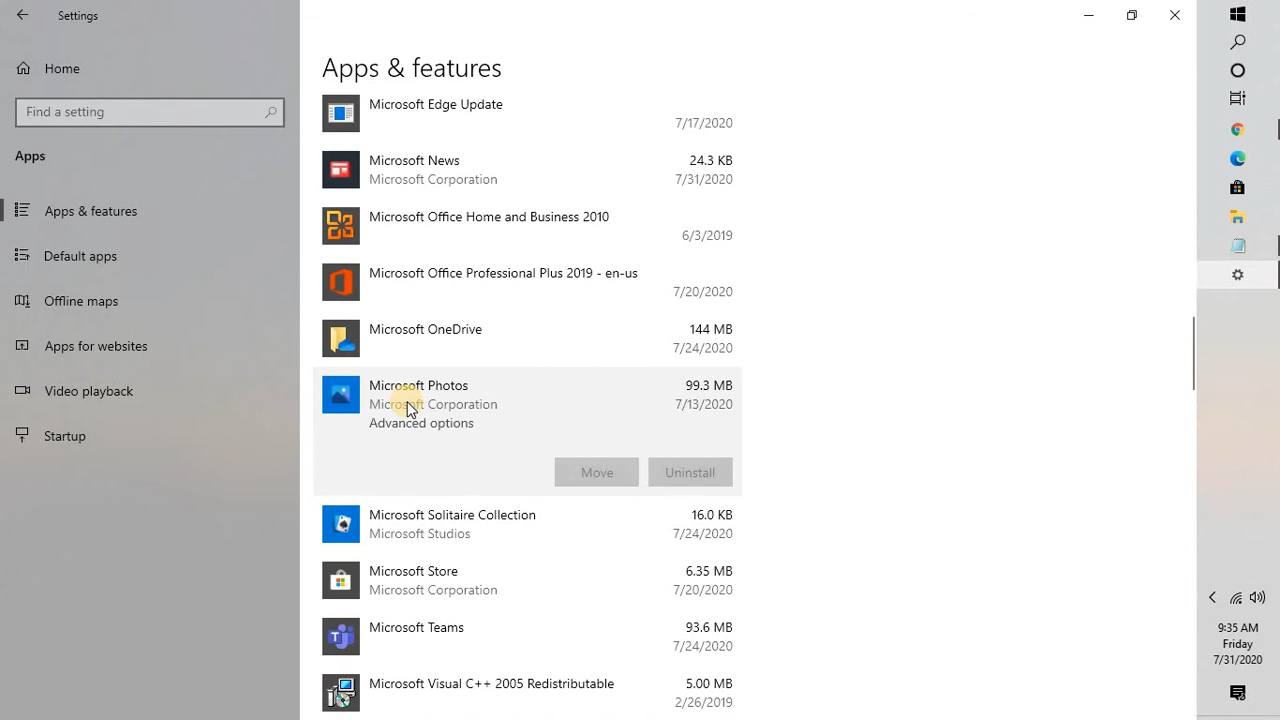 Settings
Home
Find a setting
Apps
Apps & features
Default apps
Offline maps
Apps for websites
Video playback
Startup
Apps & features
Microsoft Edge Update
7/17/2020
Microsoft News 24.3 KB
Microsoft Corporation 7/31/2020
Microsoft Office Home and Business 2010
6/3/2019
Microsoft Office Professional Plus 2019 - en-us
7/20/2020
Microsoft OneDrive 144 MB
7/24/2020
Microsoft Photos 99.3 MB
Microsoft Corporation 7/13/2020
Advanced options
Move Uninstall
Microsoft Solitaire Collection 16.0 KB
Microsoft Studios 7/24/2020
Microsoft Store 6.35 MB
Microsoft Corporation 7/20/2020
Microsoft Teams 93.6 MB
7/24/2020
Microsoft Visual C++ 2005 Redistributable 5.00 MB
2/26/2019
9:35 AM
Friday
7/31/2020